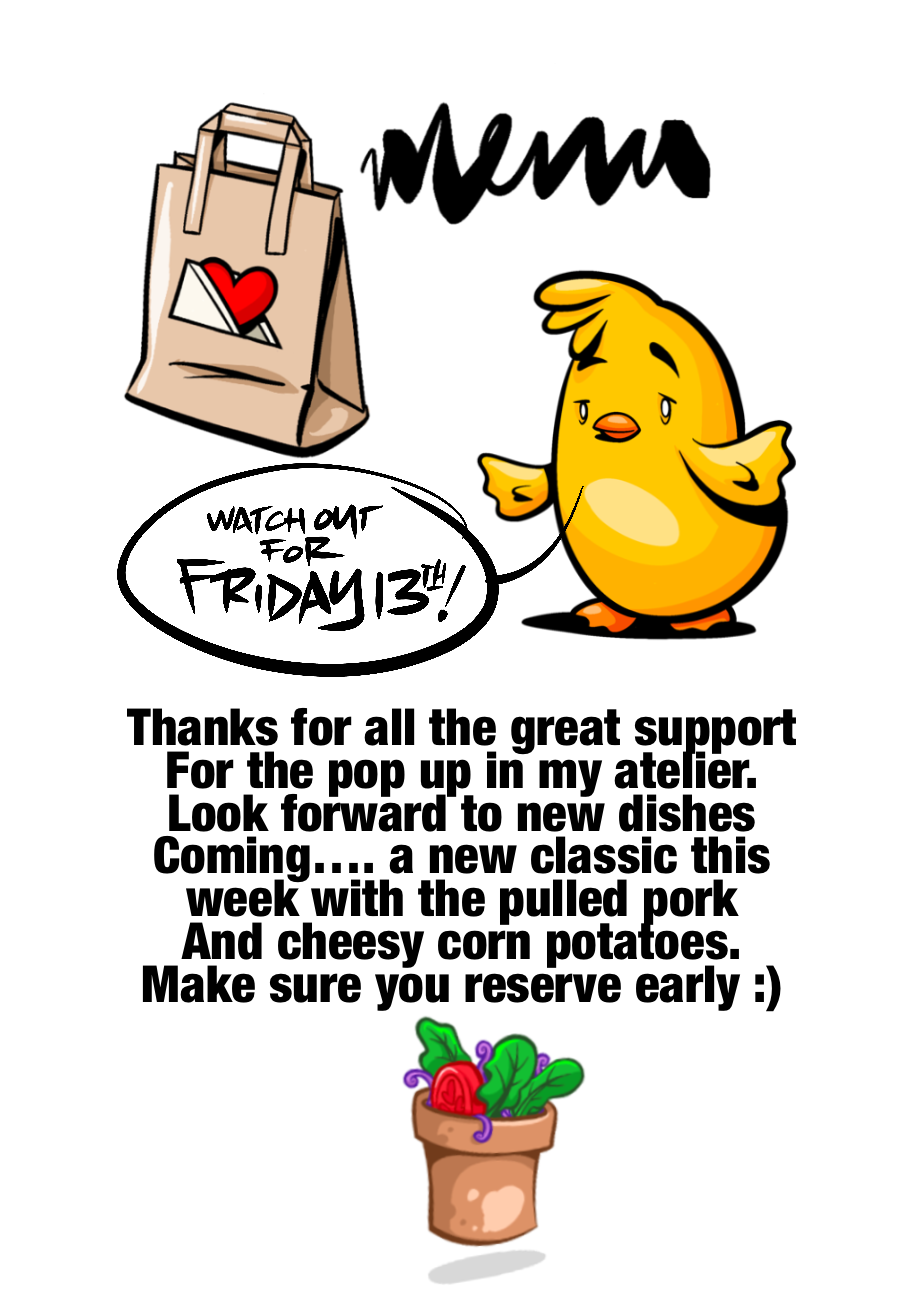 menu
WATCH OUT
FOR
FRIDAY 13TH!
Thanks for all the great support
For the pop up in my atelier.
Look forward to new dishes
Coming…. a new classic this
week with the pulled pork
And cheesy corn potatoes.
Make sure you reserve early :)